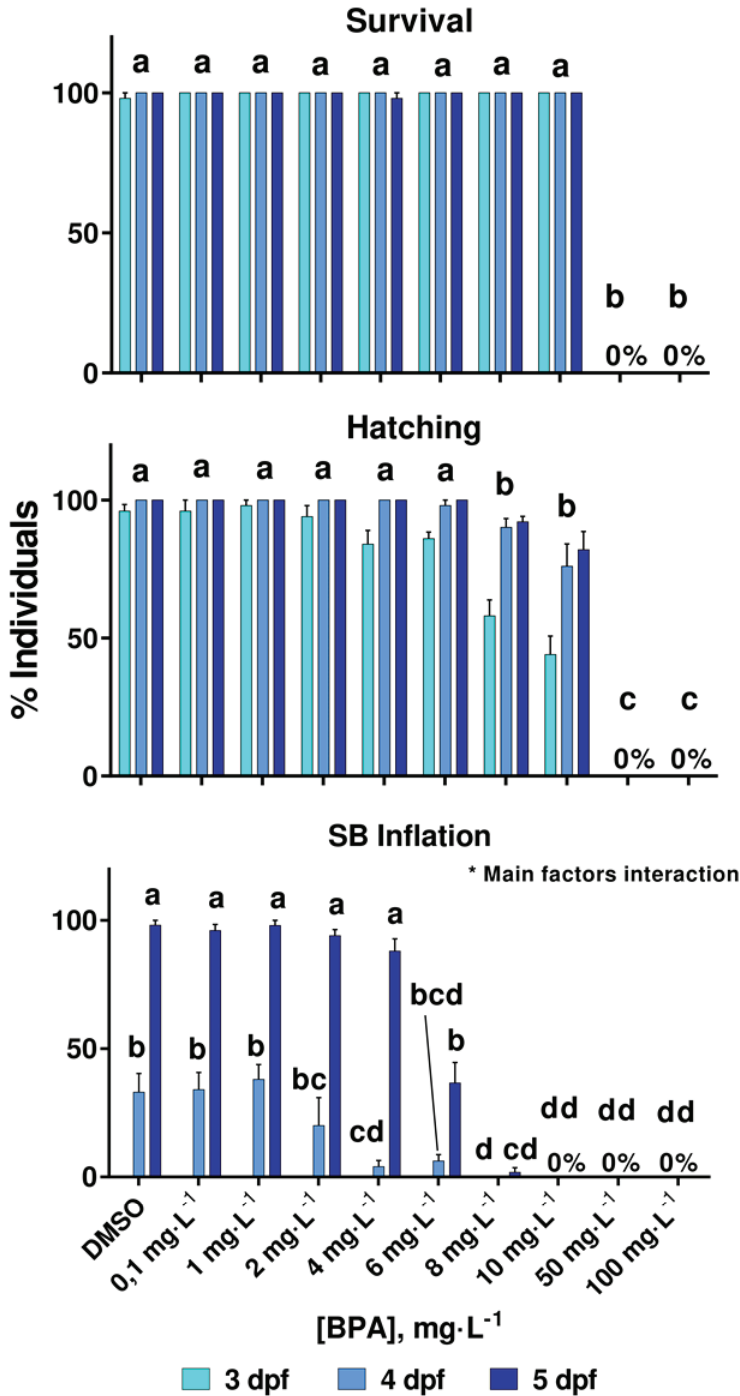 Survival
a a a a a a a a
100
50
b b
0% 0%
0
Hatching
a a a a a a b b
100
50
c c
0% 0%
0
% Individuals
SB Inflation
* Main factors interaction
a a a a a
100
bcd
b b b bc cd b
50
d cd dd dd dd
0% 0% 0%
0
DMSO
0,1 mg·L⁻¹
1 mg·L⁻¹
2 mg·L⁻¹
4 mg·L⁻¹
6 mg·L⁻¹
8 mg·L⁻¹
10 mg·L⁻¹
50 mg·L⁻¹
100 mg·L⁻¹
[BPA], mg·L⁻¹
3 dpf 4 dpf 5 dpf